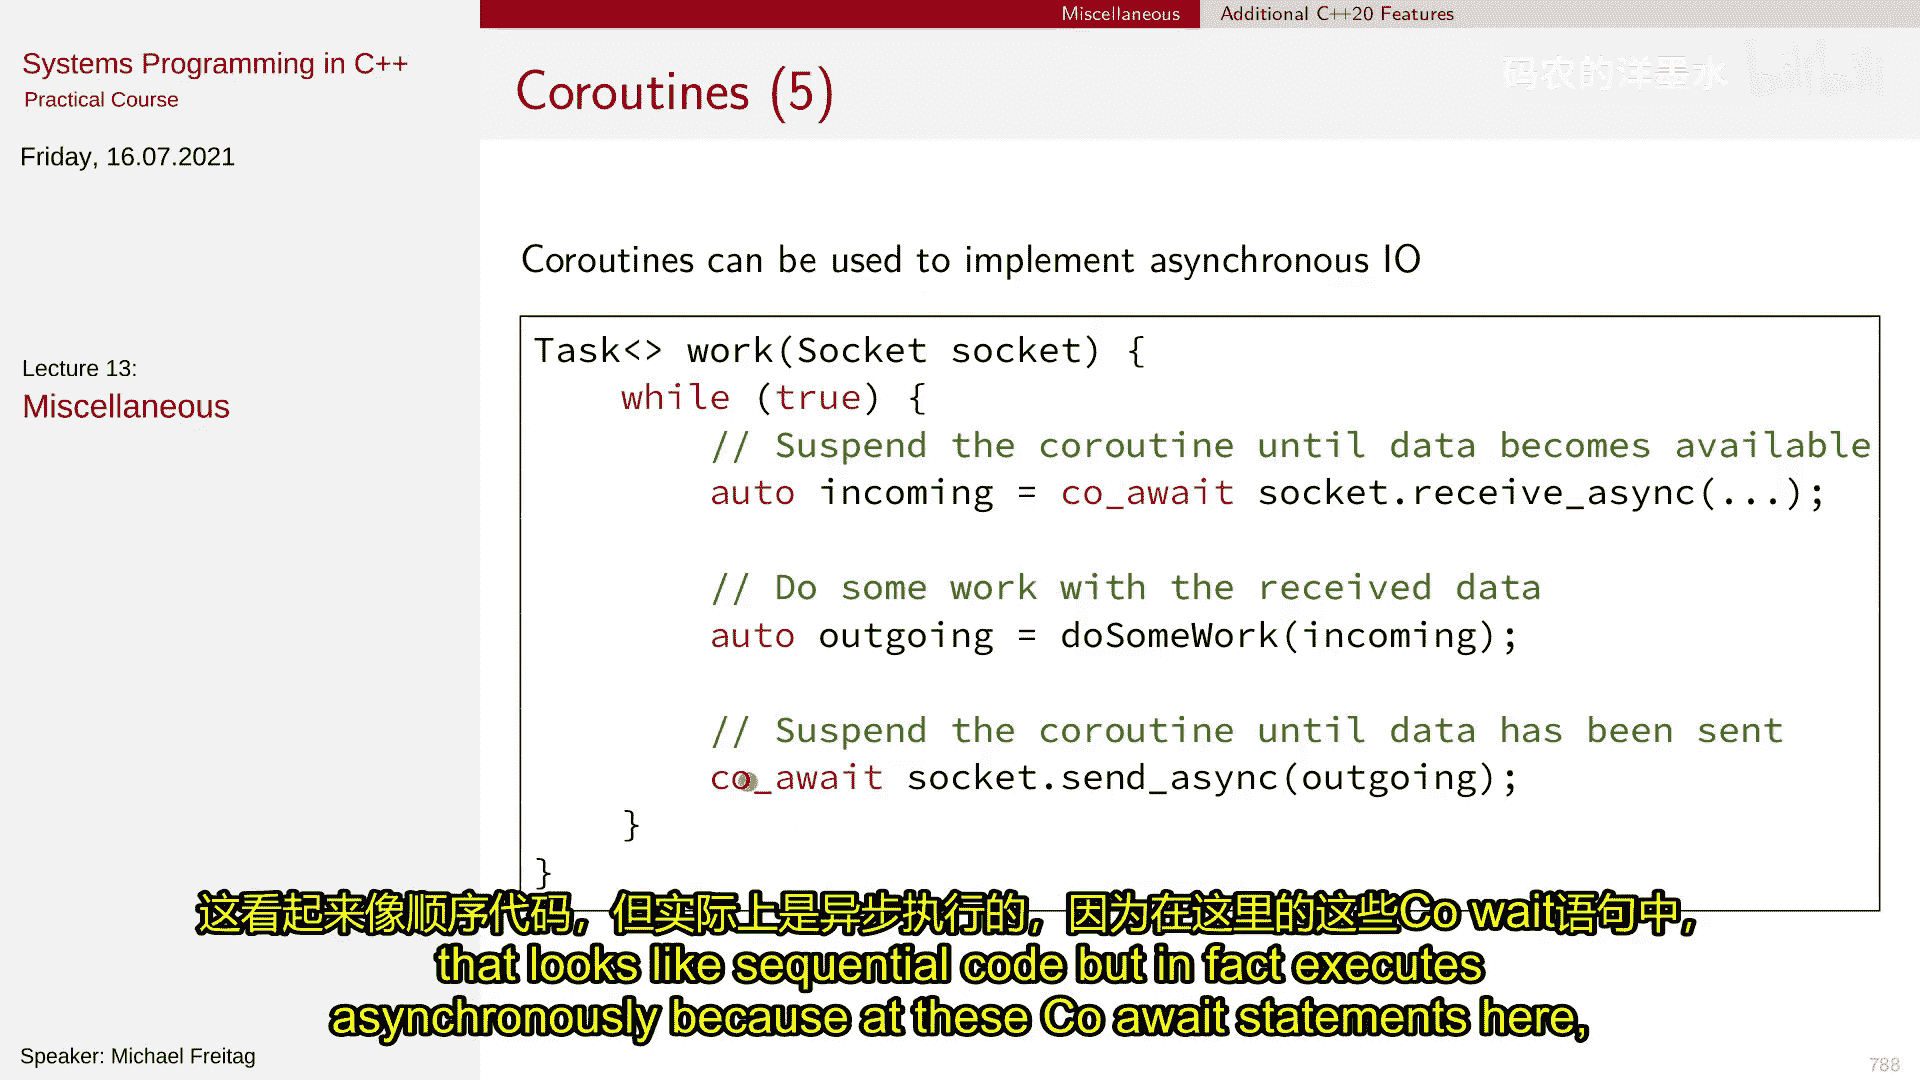 Miscellaneous
Additional C++20 Features
Systems Programming in C++
Practical Course
Friday, 16.07.2021
Lecture 13:
Miscellaneous
Speaker: Michael Freitag
码农的洋墨水
Coroutines (5)
Coroutines can be used to implement asynchronous IO
Task<> work(Socket socket) {
while (true) {
// Suspend the coroutine until data becomes available
auto incoming = co_await socket.receive_async(...);
// Do some work with the received data
auto outgoing = doSomeWork(incoming);
// Suspend the coroutine until data has been sent
co_await socket.send_async(outgoing);
}
}
这看起来像顺序代码，但实际上是异步执行的，因为在这里的这些Co wait语句中，
that looks like sequential code but in fact executes
asynchronously because at these Co await statements here,
788